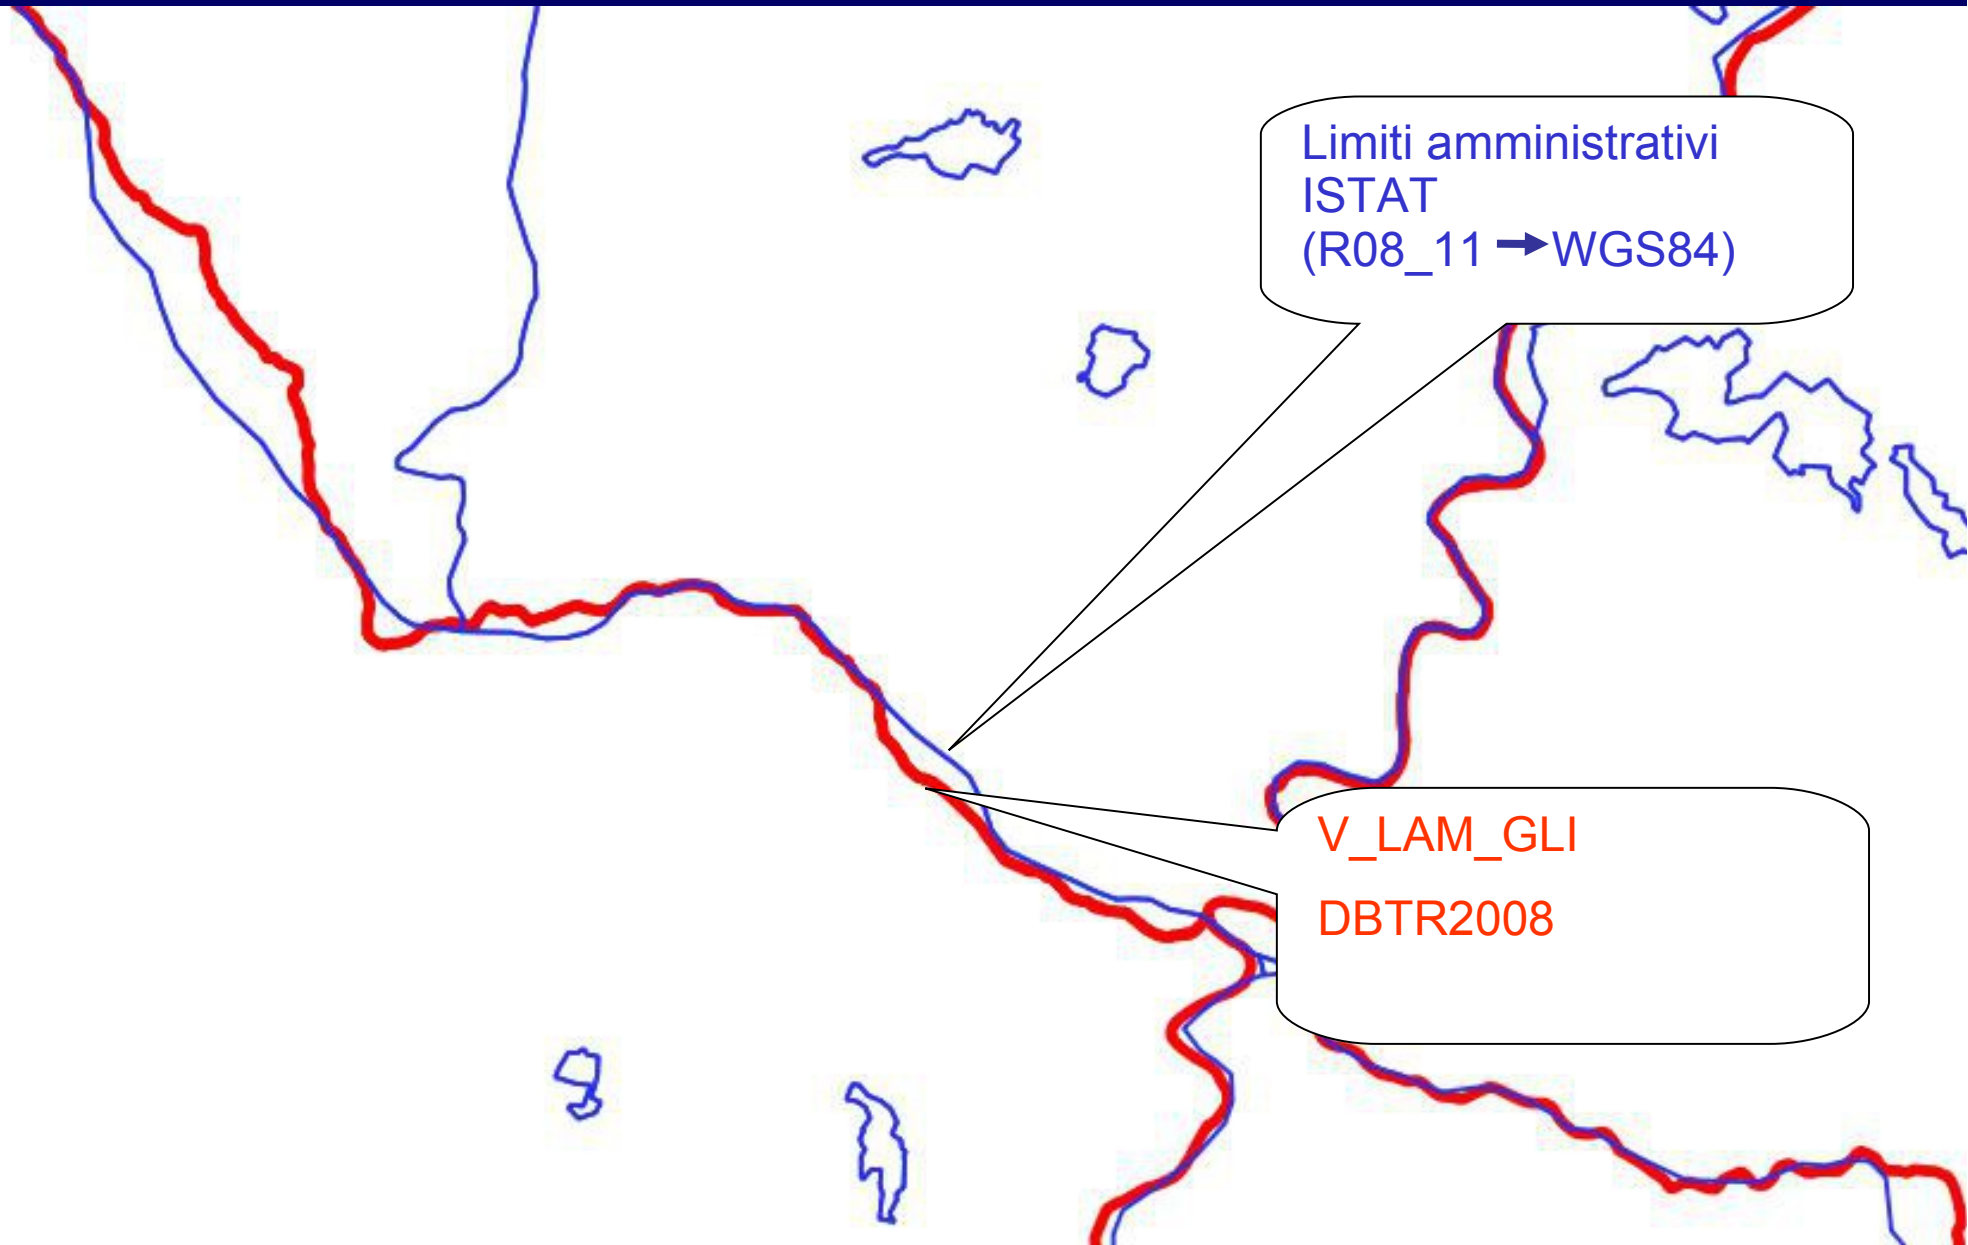 Limiti amministrativi
ISTAT
(R08_11 → WGS84)
V_LAM_GLI
DBTR2008